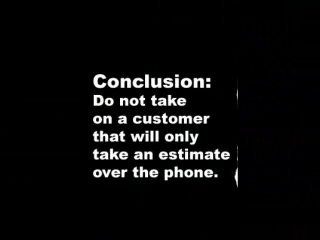 Conclusion:
Do not take
on a customer
that will only
take an estimate
over the phone.